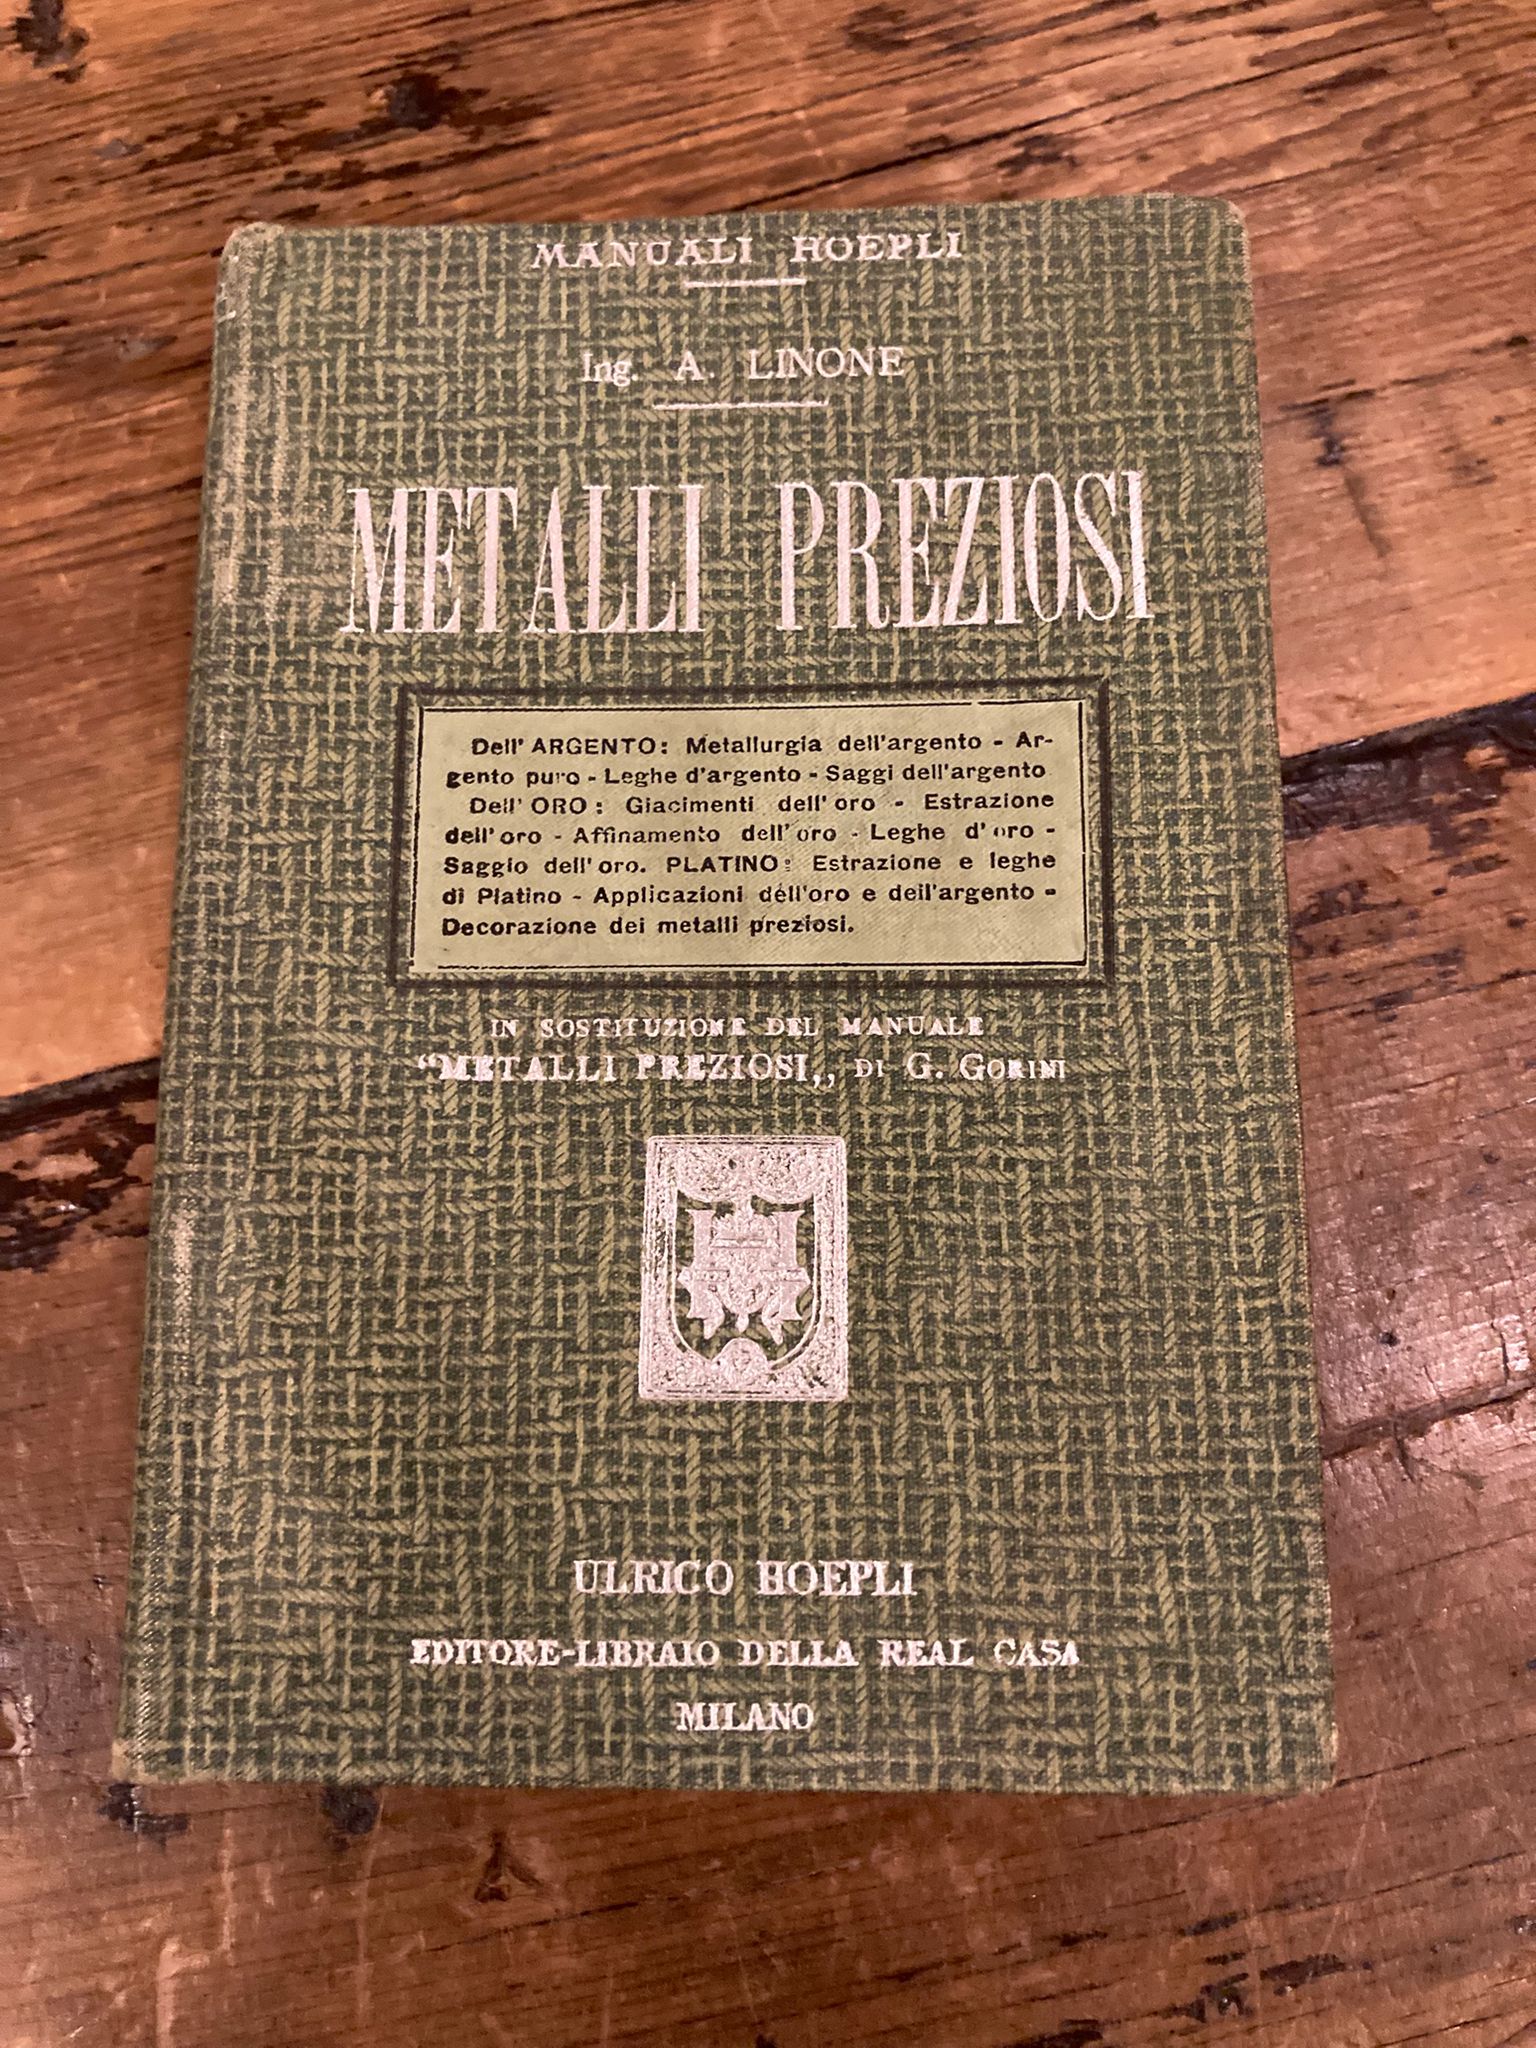 MANUALI HOEPLI
Ing. A. LINONE
METALLI PREZIOSI
Dell' ARGENTO: Metallurgia dell'argento - Ar-
gento puro - Leghe d'argento - Saggi dell'argento
Dell' ORO: Giacimenti dell'oro - Estrazione
dell'oro - Affinamento dell'oro - Leghe d'oro -
Saggio dell'oro. PLATINO: Estrazione e leghe
di Platino - Applicazioni dell'oro e dell'argento -
Decorazione dei metalli preziosi.
IN SOSTITUZIONE DEL MANUALE
"METALLI PREZIOSI,, DI G. GORINI
ULRICO HOEPLI
EDITORE-LIBRAIO DELLA REAL CASA
MILANO